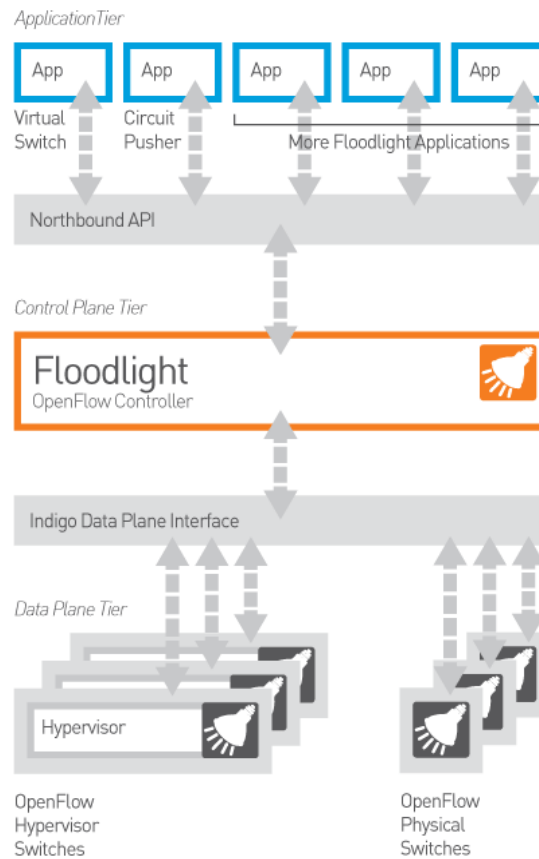 ApplicationTier
App
App
App
App
App
Virtual
Switch
Circuit
Pusher
More Floodlight Applications
Northbound API
Control Plane Tier
Floodlight
OpenFlow Controller
Indigo Data Plane Interface
Data Plane Tier
Hypervisor
OpenFlow
Hypervisor
Switches
OpenFlow
Physical
Switches